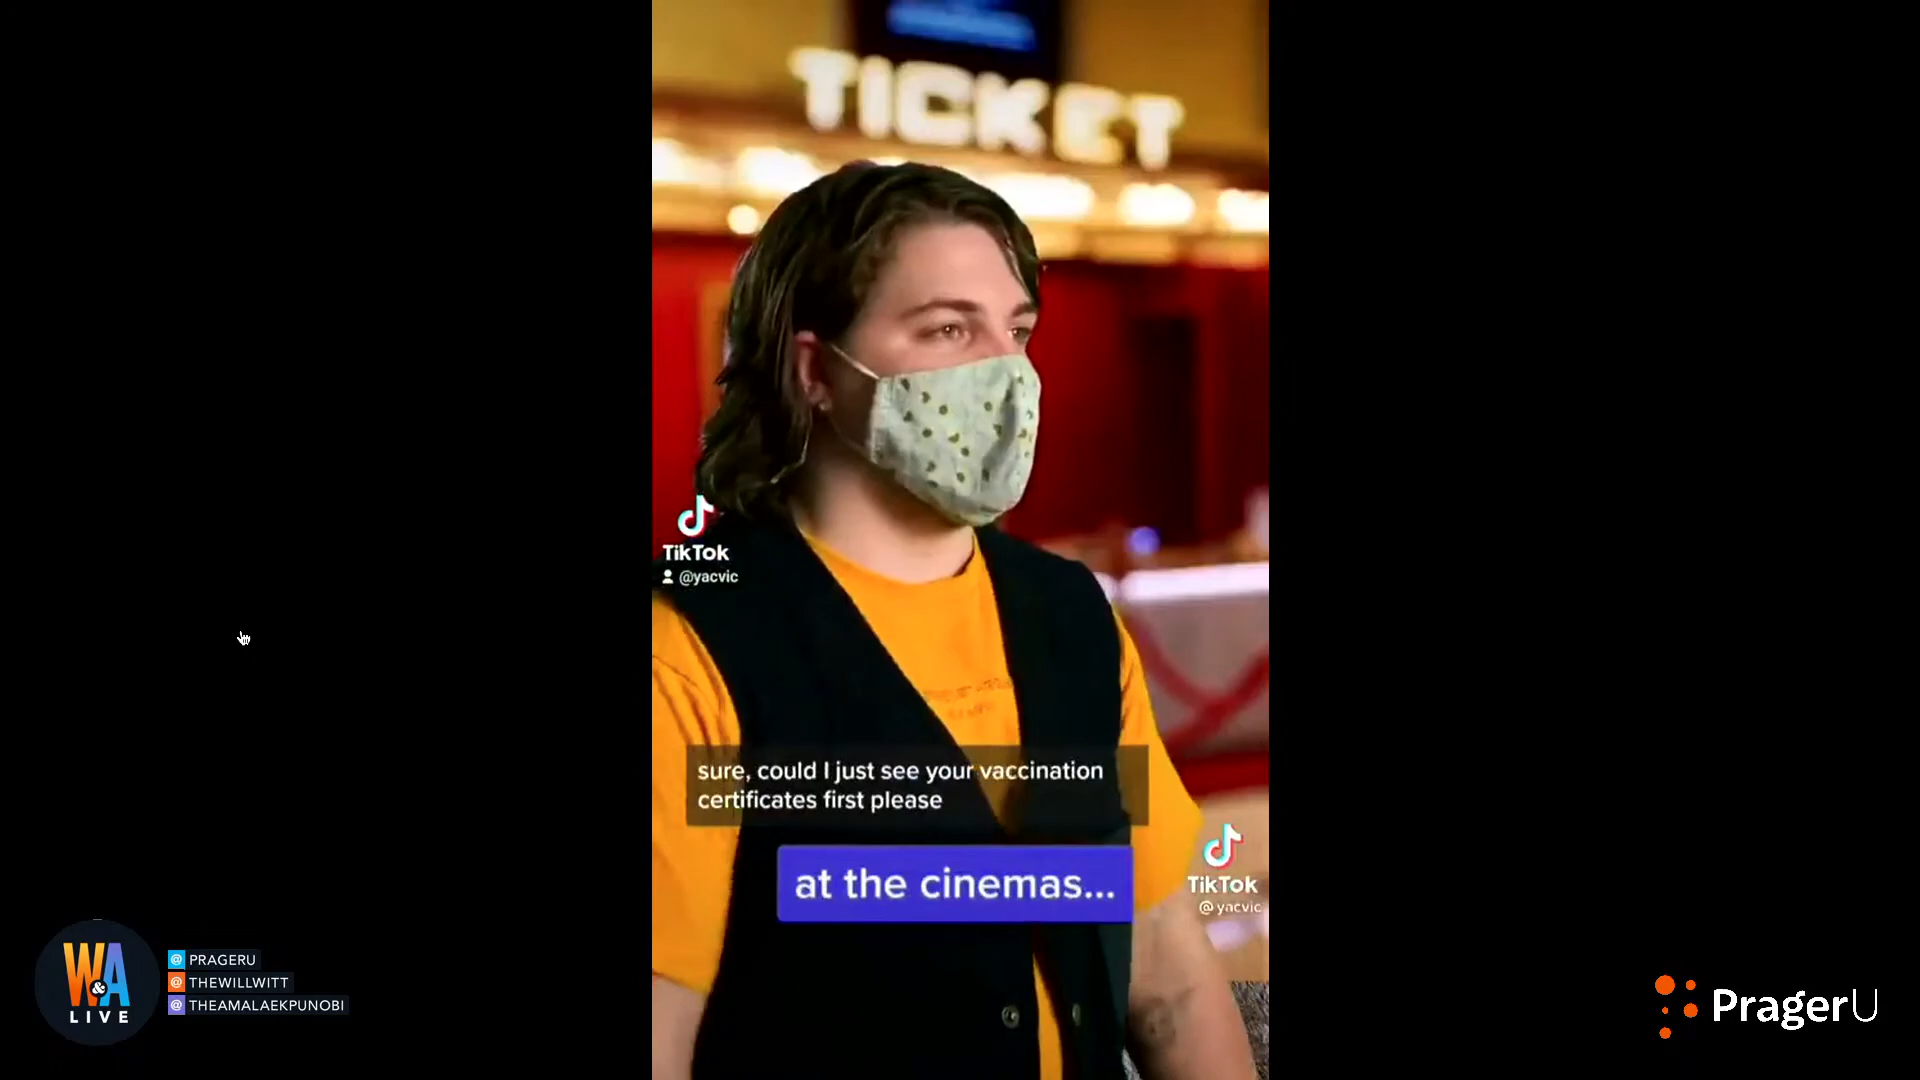 TICKET
TikTok
@yacvic
sure, could I just see your vaccination
certificates first please
at the cinemas...
TikTok
@yacvic
W&A
LIVE
@ PRAGERU
@ THEWILLWITT
@ THEAMALAEKPUNOBI
PragerU